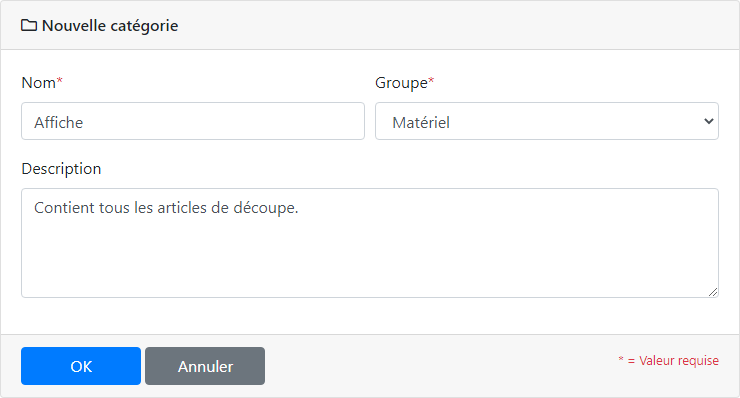 Nouvelle catégorie
Nom* Groupe*
Affiche Matériel
Description
Contient tous les articles de découpe.
OK Annuler * = Valeur requise